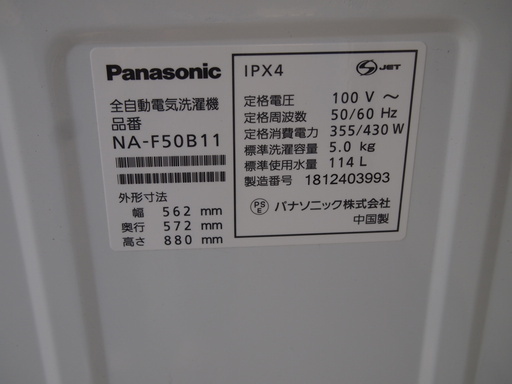 Panasonic
全自動電気洗濯機
品番
NA-F50B11
外形寸法
幅 562 mm
奥行 572 mm
高さ 880 mm
IPX4
S JET
定格電圧 100 V ～
定格周波数 50/60 Hz
定格消費電力 355/430 W
標準洗濯容量 5.0 kg
標準使用水量 114 L
製造番号 1812403993
PS E パナソニック株式会社
中国製